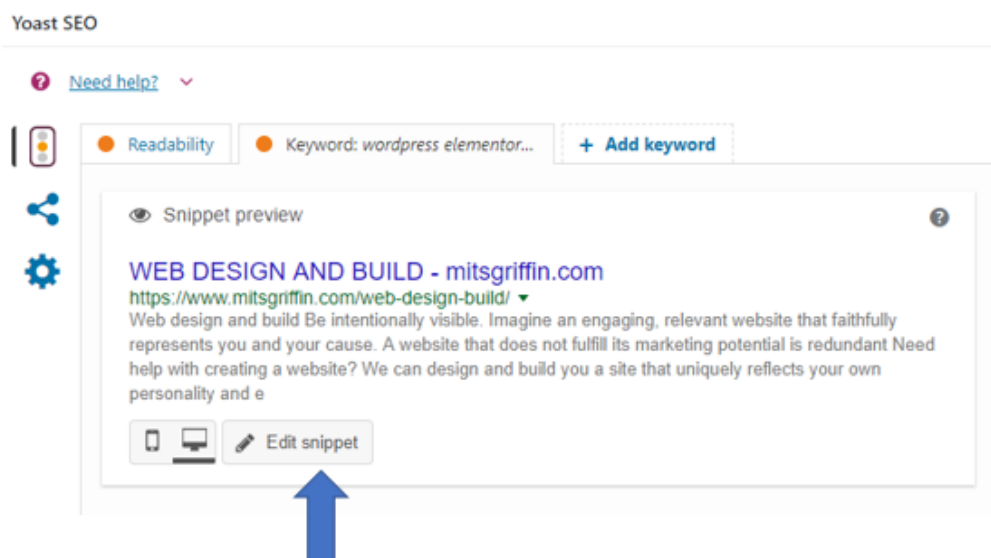 Yoast SEO
Need help?
Readability
Keyword: wordpress elementor...
+ Add keyword
Snippet preview
WEB DESIGN AND BUILD - mitsgriffin.com
https://www.mitsgriffin.com/web-design-build/
Web design and build Be intentionally visible. Imagine an engaging, relevant website that faithfully
represents you and your cause. A website that does not fulfill its marketing potential is redundant Need
help with creating a website? We can design and build you a site that uniquely reflects your own
personality and e
Edit snippet